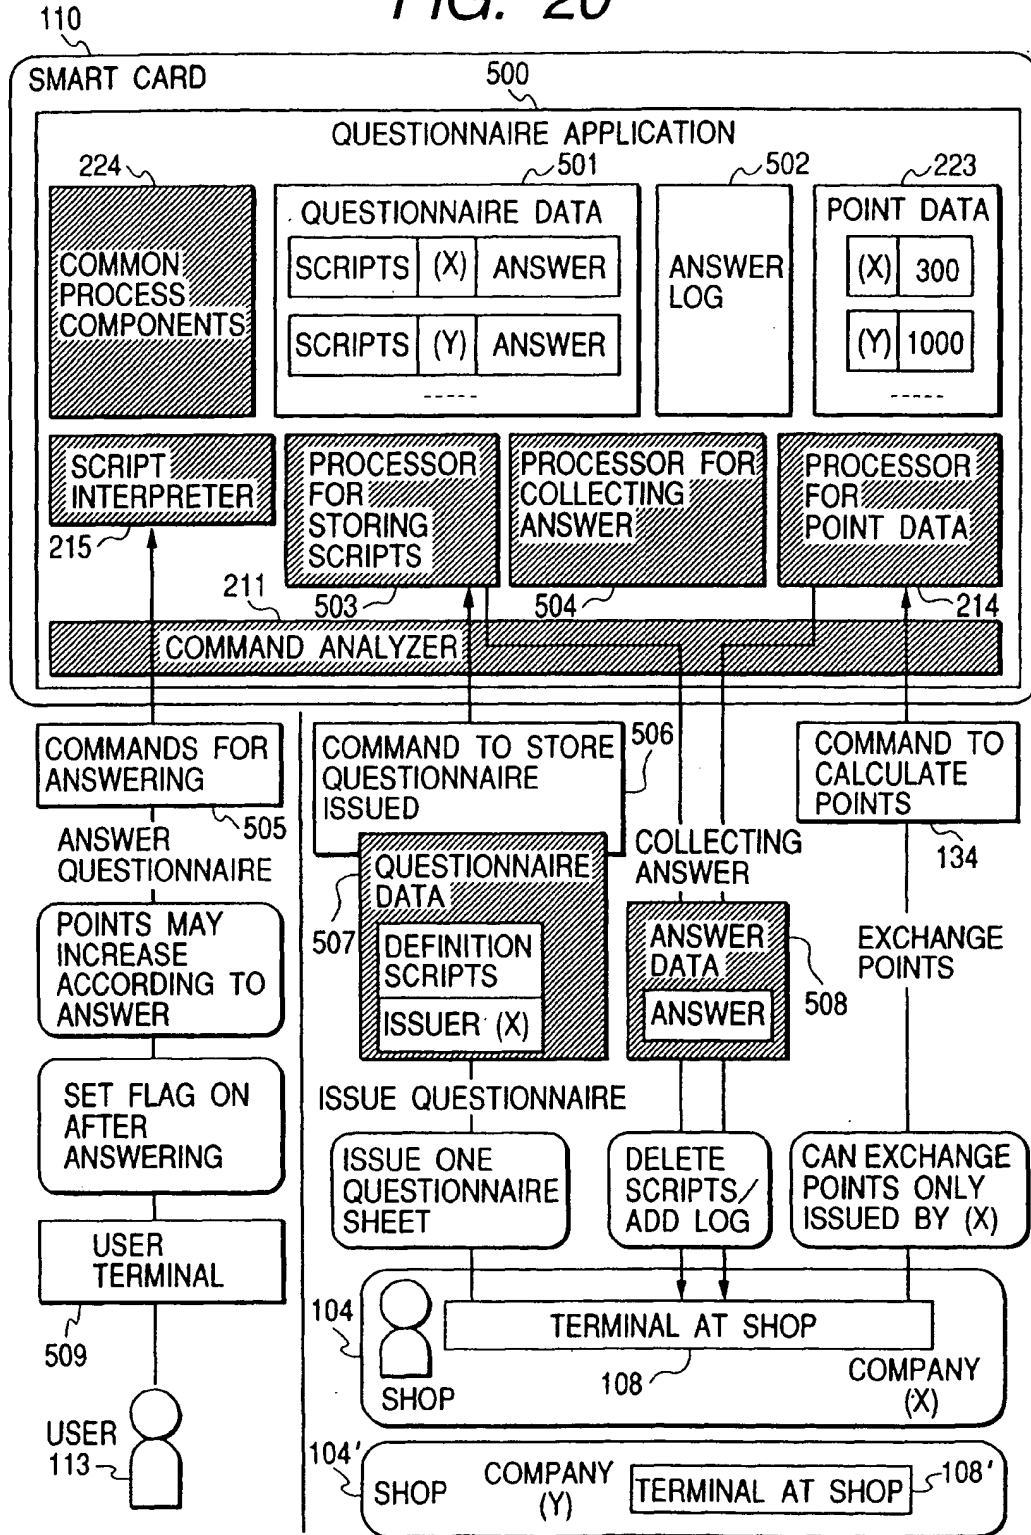 FIG. 20
110
SMART CARD
500
QUESTIONNAIRE APPLICATION
224
501
502
223
COMMON
PROCESS
COMPONENTS
QUESTIONNAIRE DATA
SCRIPTS (X) ANSWER
SCRIPTS (Y) ANSWER
-----
ANSWER
LOG
POINT DATA
(X) 300
(Y) 1000
-----
SCRIPT
INTERPRETER
215
PROCESSOR
FOR
STORING
SCRIPTS
503
PROCESSOR FOR
COLLECTING
ANSWER
504
PROCESSOR
FOR
POINT DATA
214
211
COMMAND ANALYZER
COMMANDS FOR
ANSWERING
505
ANSWER
QUESTIONNAIRE
POINTS MAY
INCREASE
ACCORDING TO
ANSWER
SET FLAG ON
AFTER
ANSWERING
USER
TERMINAL
509
USER
113
COMMAND TO STORE
QUESTIONNAIRE
ISSUED
506
QUESTIONNAIRE
DATA
507
DEFINITION
SCRIPTS
ISSUER (X)
ISSUE QUESTIONNAIRE
ISSUE ONE
QUESTIONNAIRE
SHEET
COLLECTING
ANSWER
ANSWER
DATA
ANSWER
508
DELETE
SCRIPTS/
ADD LOG
COMMAND TO
CALCULATE
POINTS
134
EXCHANGE
POINTS
CAN EXCHANGE
POINTS ONLY
ISSUED BY (X)
104
TERMINAL AT SHOP
108
SHOP
COMPANY
(X)
104'
SHOP
COMPANY
(Y)
TERMINAL AT SHOP
108'